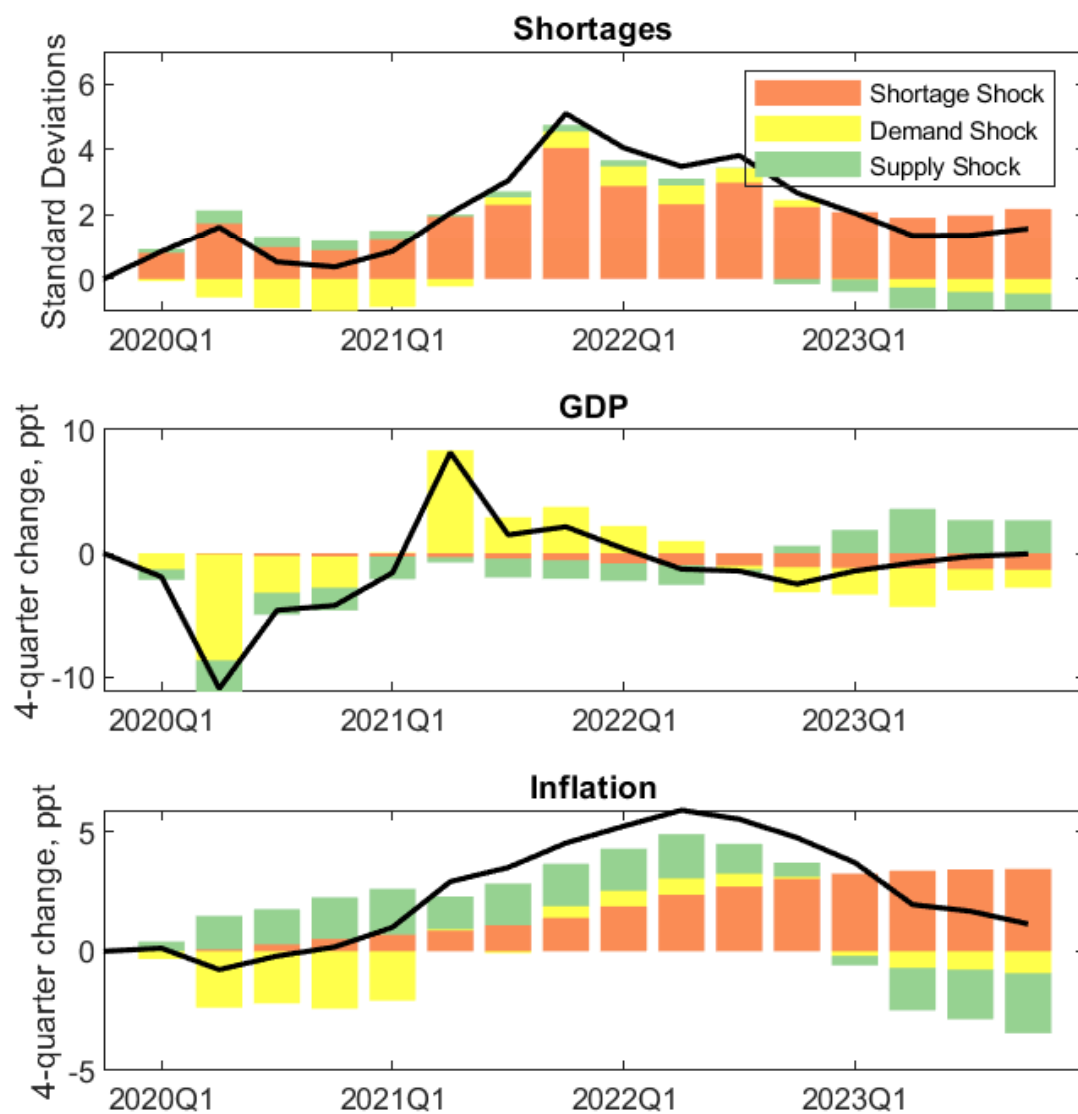 Shortages
Standard Deviations
6
4
2
0
Shortage Shock
Demand Shock
Supply Shock
2020Q1 2021Q1 2022Q1 2023Q1
GDP
4-quarter change, ppt
10
0
-10
2020Q1 2021Q1 2022Q1 2023Q1
Inflation
4-quarter change, ppt
5
0
-5
2020Q1 2021Q1 2022Q1 2023Q1